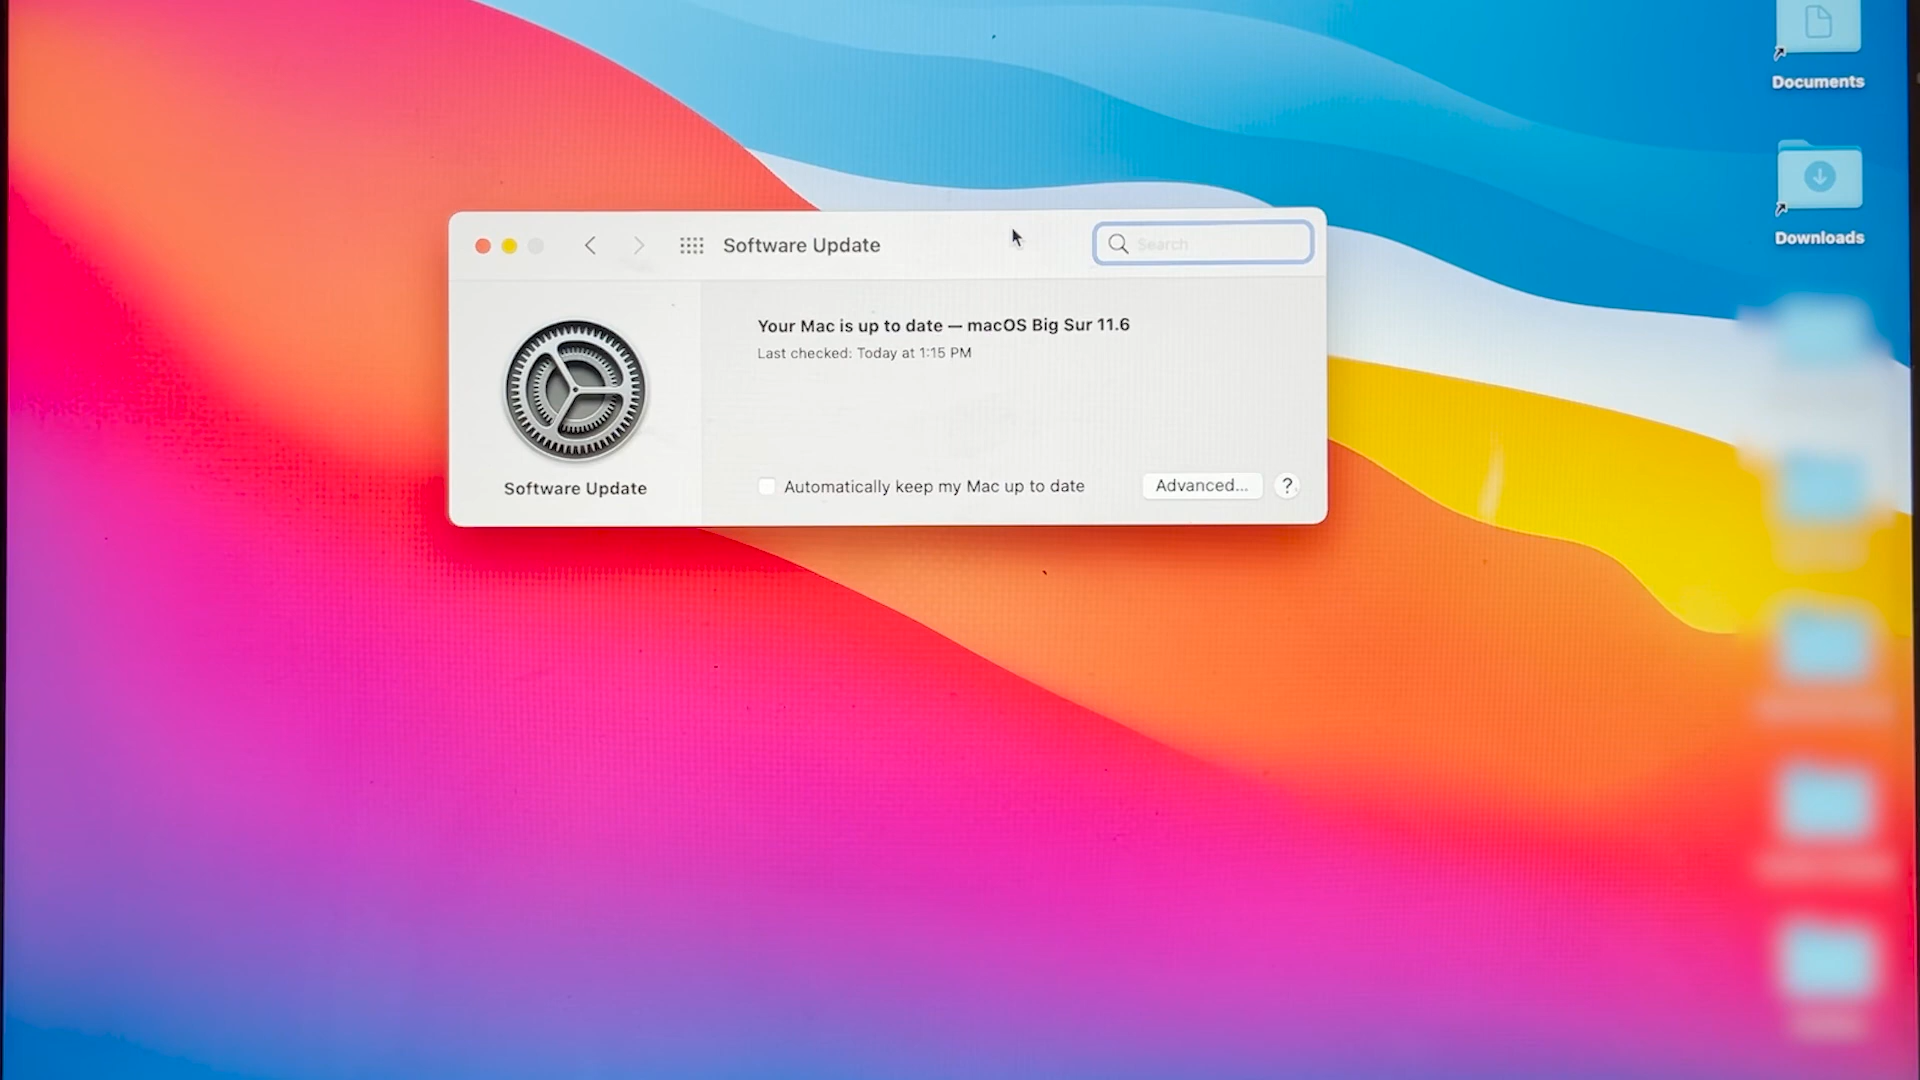 Documents
Downloads
Software Update
Search
Your Mac is up to date — macOS Big Sur 11.6
Last checked: Today at 1:15 PM
Software Update
Automatically keep my Mac up to date
Advanced...
?